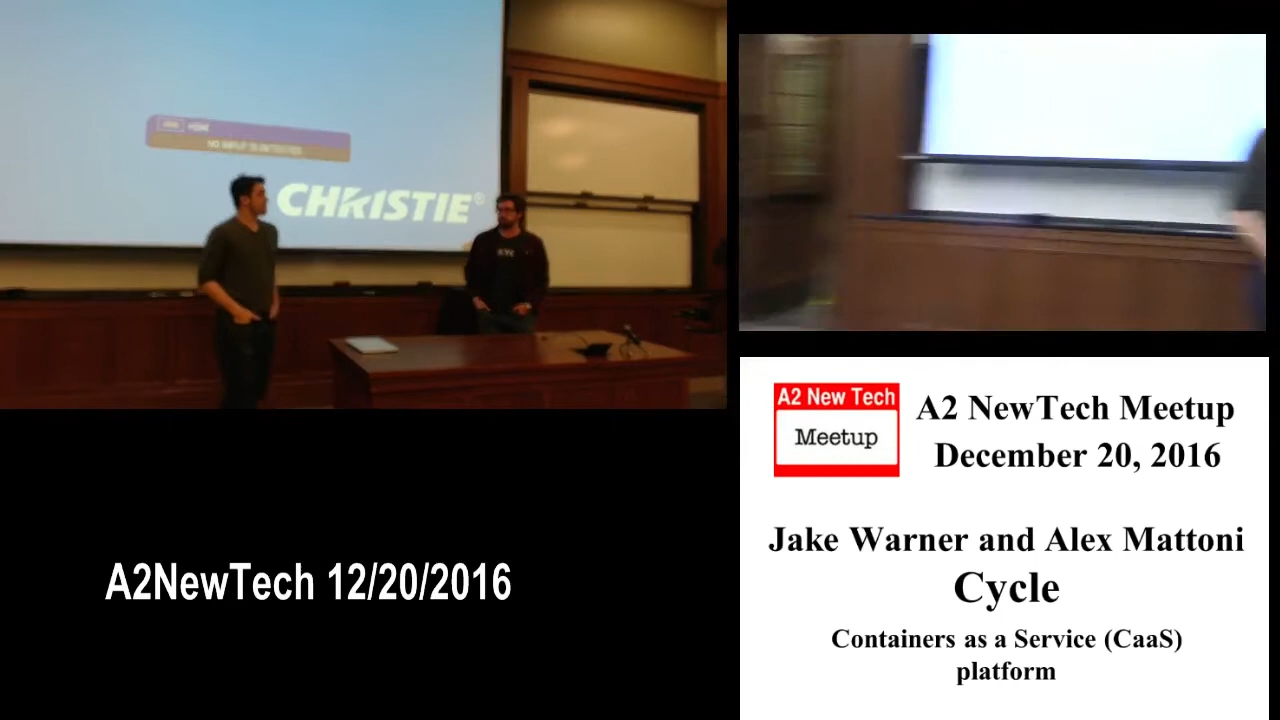 HDMI
CHRISTIE®
A2NewTech 12/20/2016
A2 New Tech
Meetup
A2 NewTech Meetup
December 20, 2016
Jake Warner and Alex Mattoni
Cycle
Containers as a Service (CaaS)
platform